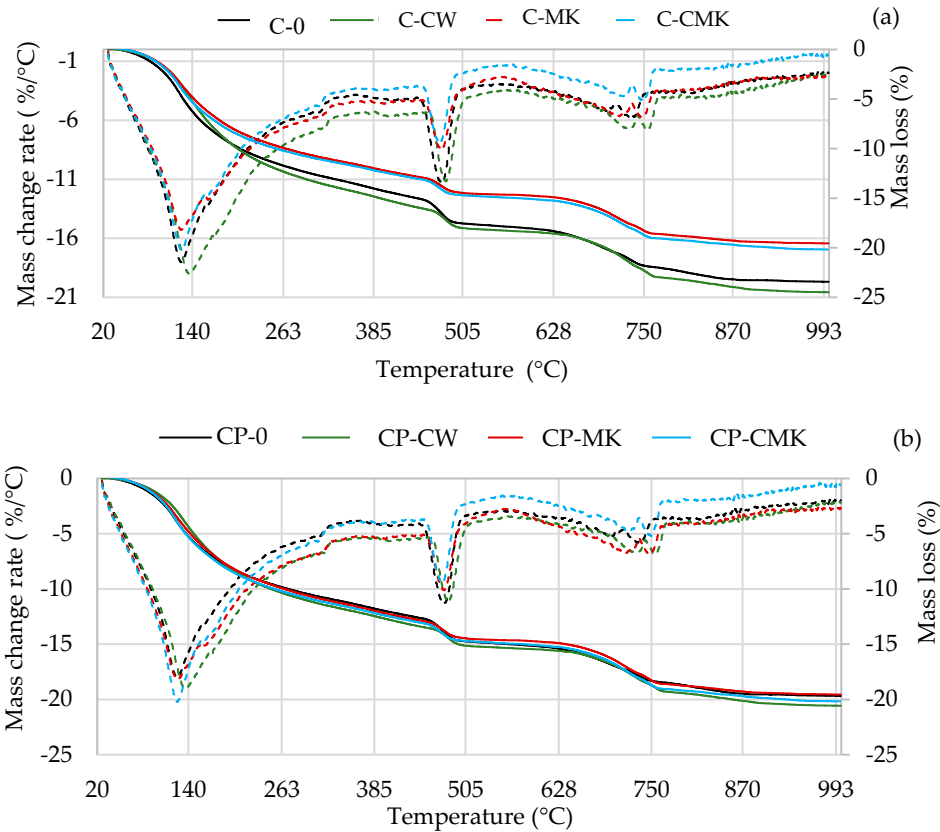 C-0 C-CW C-MK C-CMK (a)
Mass change rate ( %/°C)
-1
-6
-11
-16
-21
0
-5
-10
-15
-20
-25
Mass loss (%)
20 140 263 385 505 628 750 870 993
Temperature (°C)
CP-0 CP-CW CP-MK CP-CMK (b)
Mass change rate ( %/°C)
0
-5
-10
-15
-20
-25
0
-5
-10
-15
-20
-25
Mass loss (%)
20 140 263 385 505 628 750 870 993
Temperature (°C)